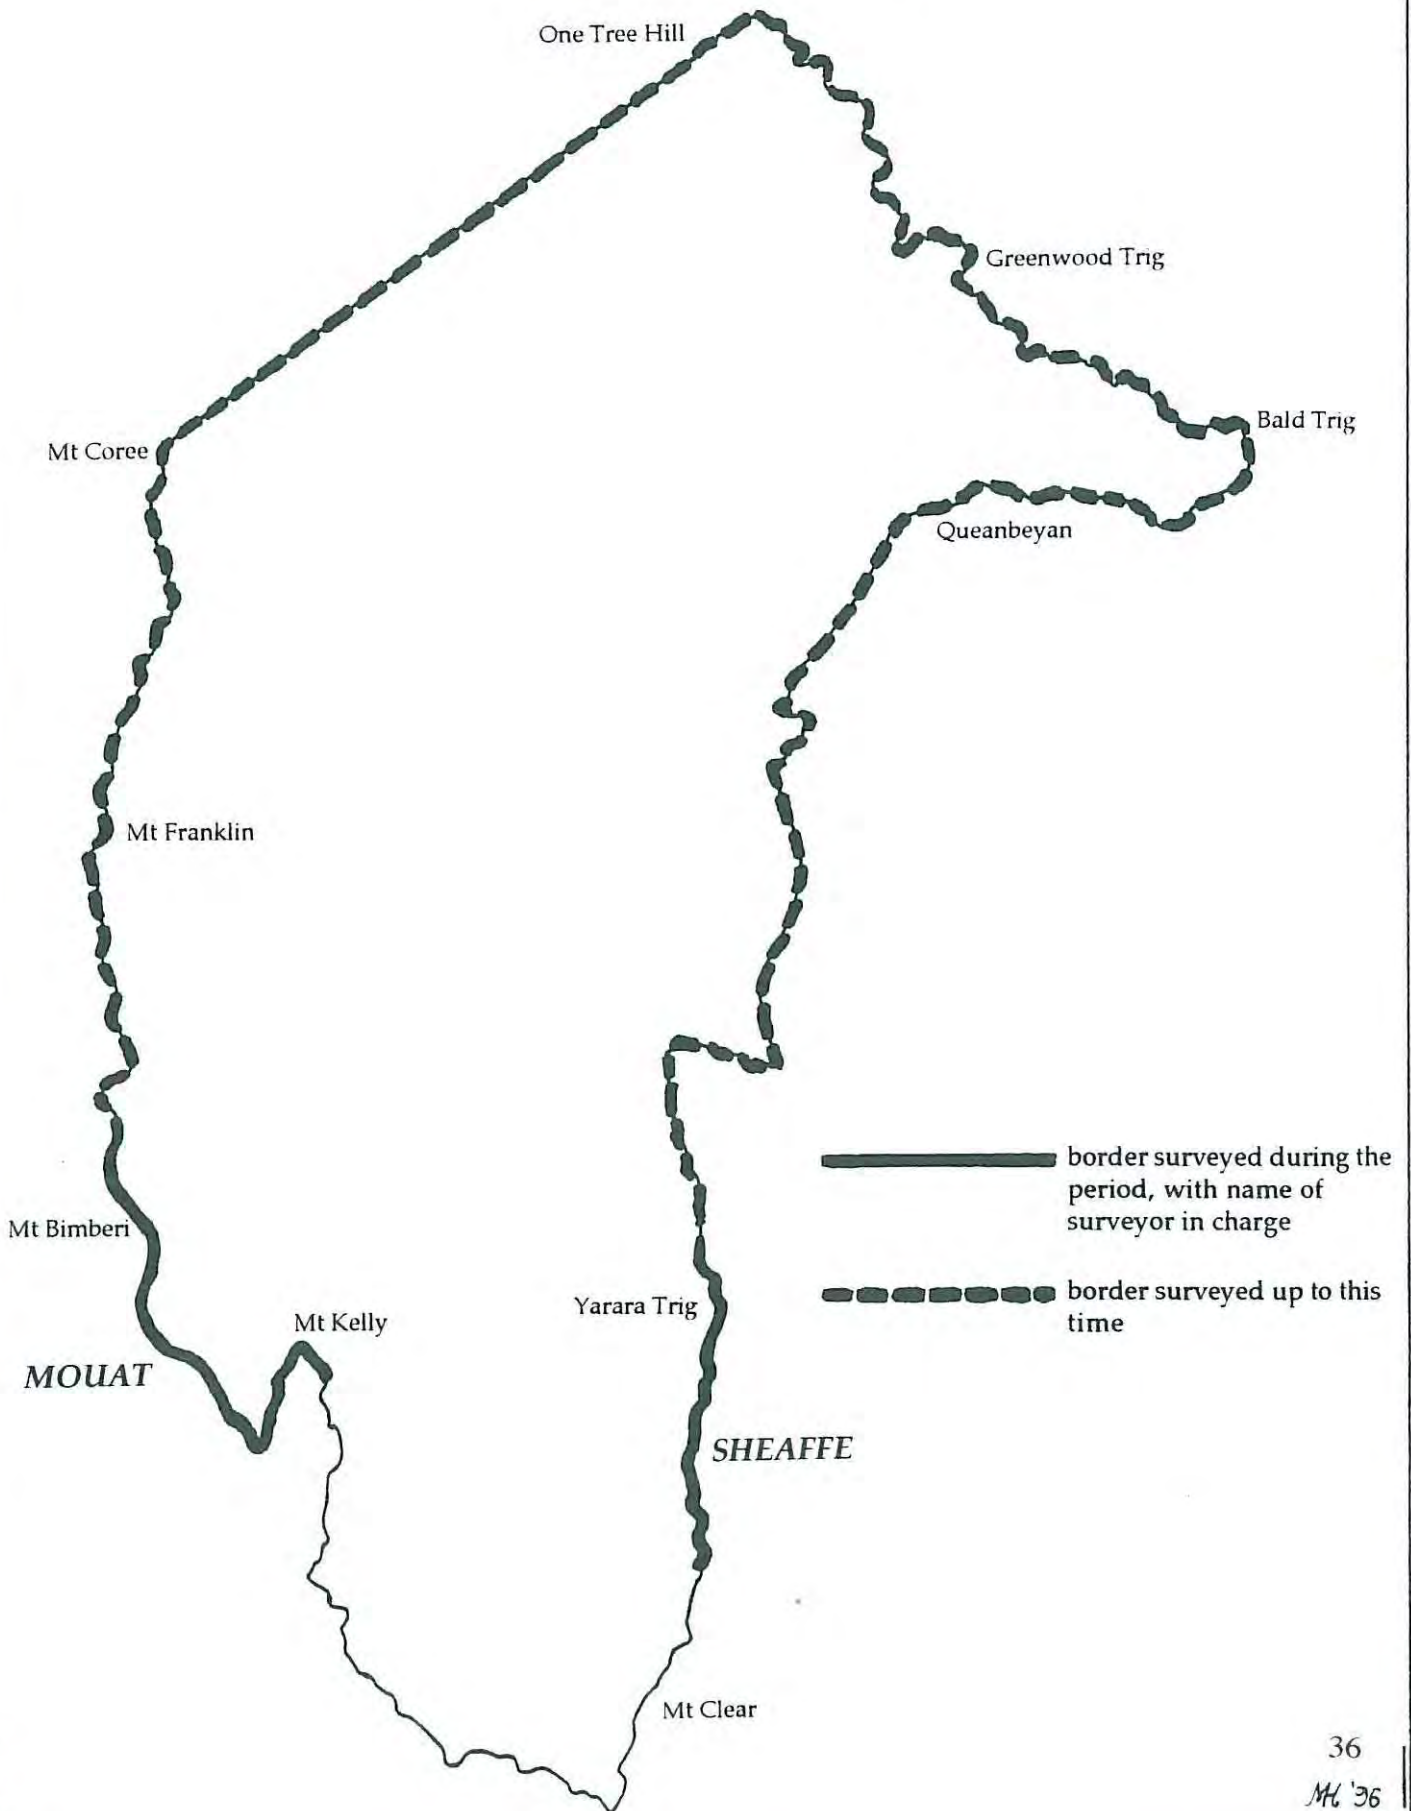 One Tree Hill
Greenwood Trig
Mt Coree
Bald Trig
Queanbeyan
Mt Franklin
border surveyed during the
period, with name of
surveyor in charge
Mt Bimberi
border surveyed up to this
time
Yarara Trig
Mt Kelly
MOUAT
SHEAFFE
Mt Clear
36
MH '96